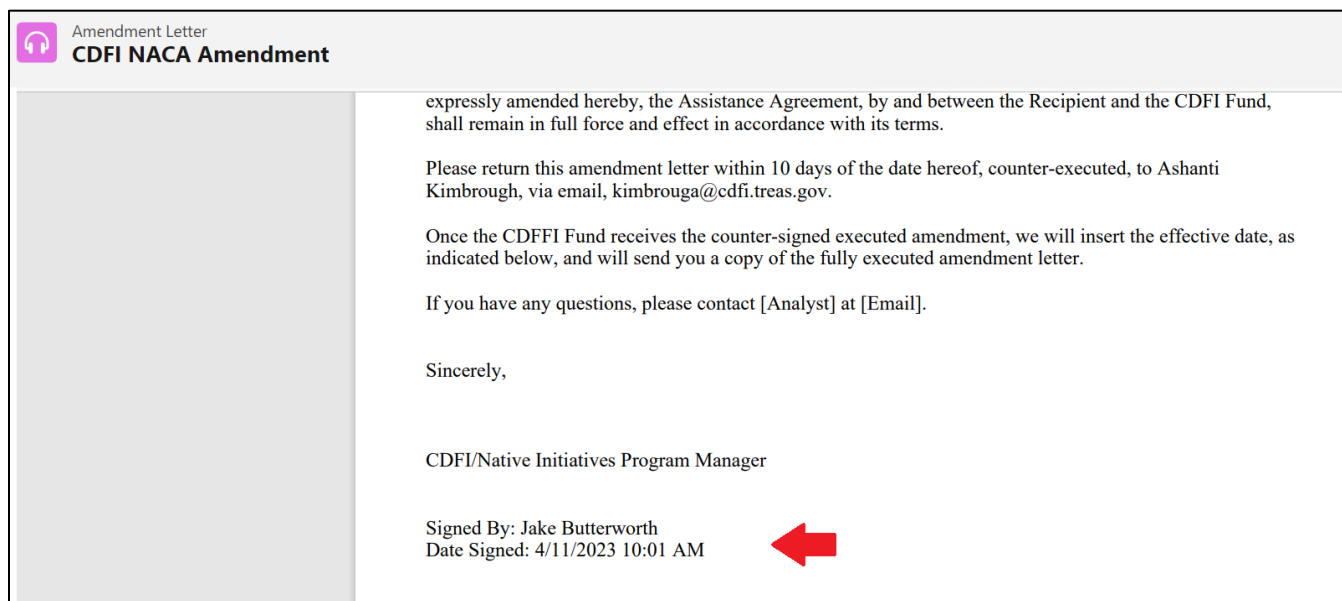 Amendment Letter
CDFI NACA Amendment
expressly amended hereby, the Assistance Agreement, by and between the Recipient and the CDFI Fund,
shall remain in full force and effect in accordance with its terms.
Please return this amendment letter within 10 days of the date hereof, counter-executed, to Ashanti
Kimbrough, via email, kimbrouga@cdfi.treas.gov.
Once the CDFFI Fund receives the counter-signed executed amendment, we will insert the effective date, as
indicated below, and will send you a copy of the fully executed amendment letter.
If you have any questions, please contact [Analyst] at [Email].
Sincerely,
CDFI/Native Initiatives Program Manager
Signed By: Jake Butterworth
Date Signed: 4/11/2023 10:01 AM